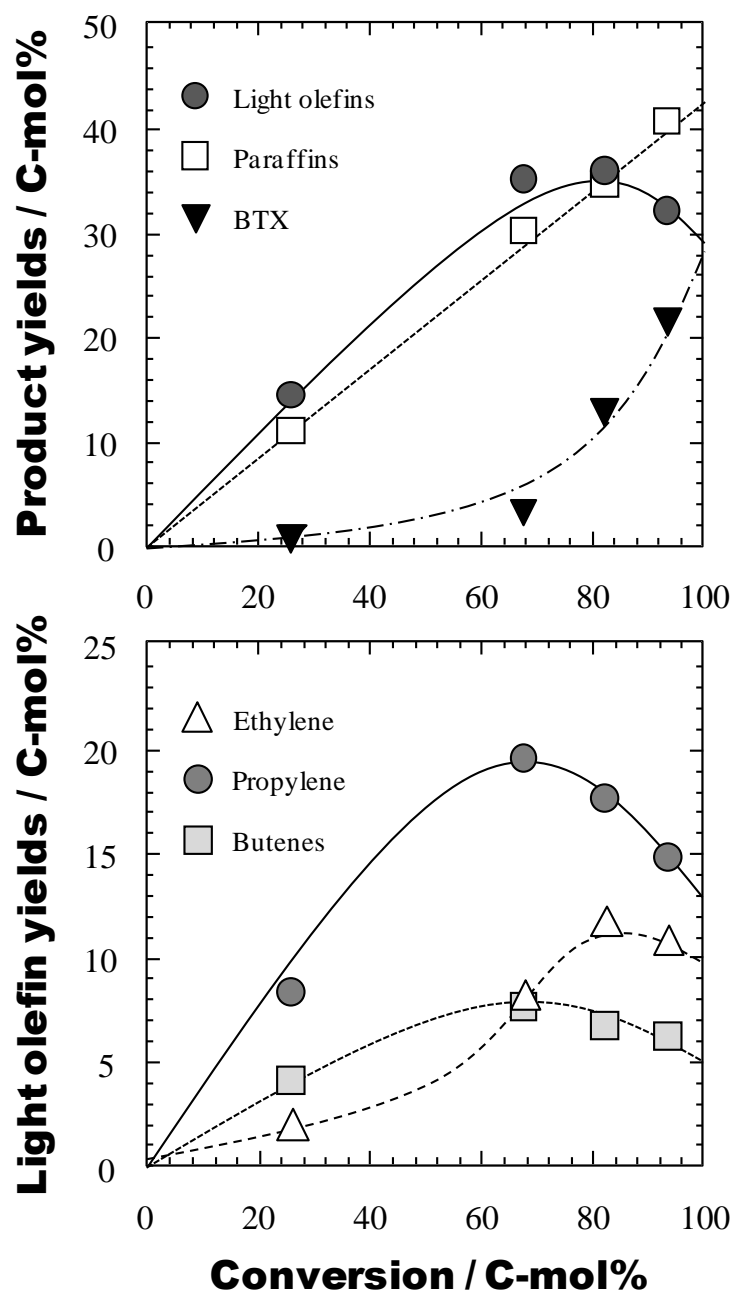 Product yields / C-mol%
50
40
30
20
10
0
Light olefins
Paraffins
BTX
0 20 40 60 80 100
Light olefin yields / C-mol%
25
20
15
10
5
0
Ethylene
Propylene
Butenes
0 20 40 60 80 100
Conversion / C-mol%